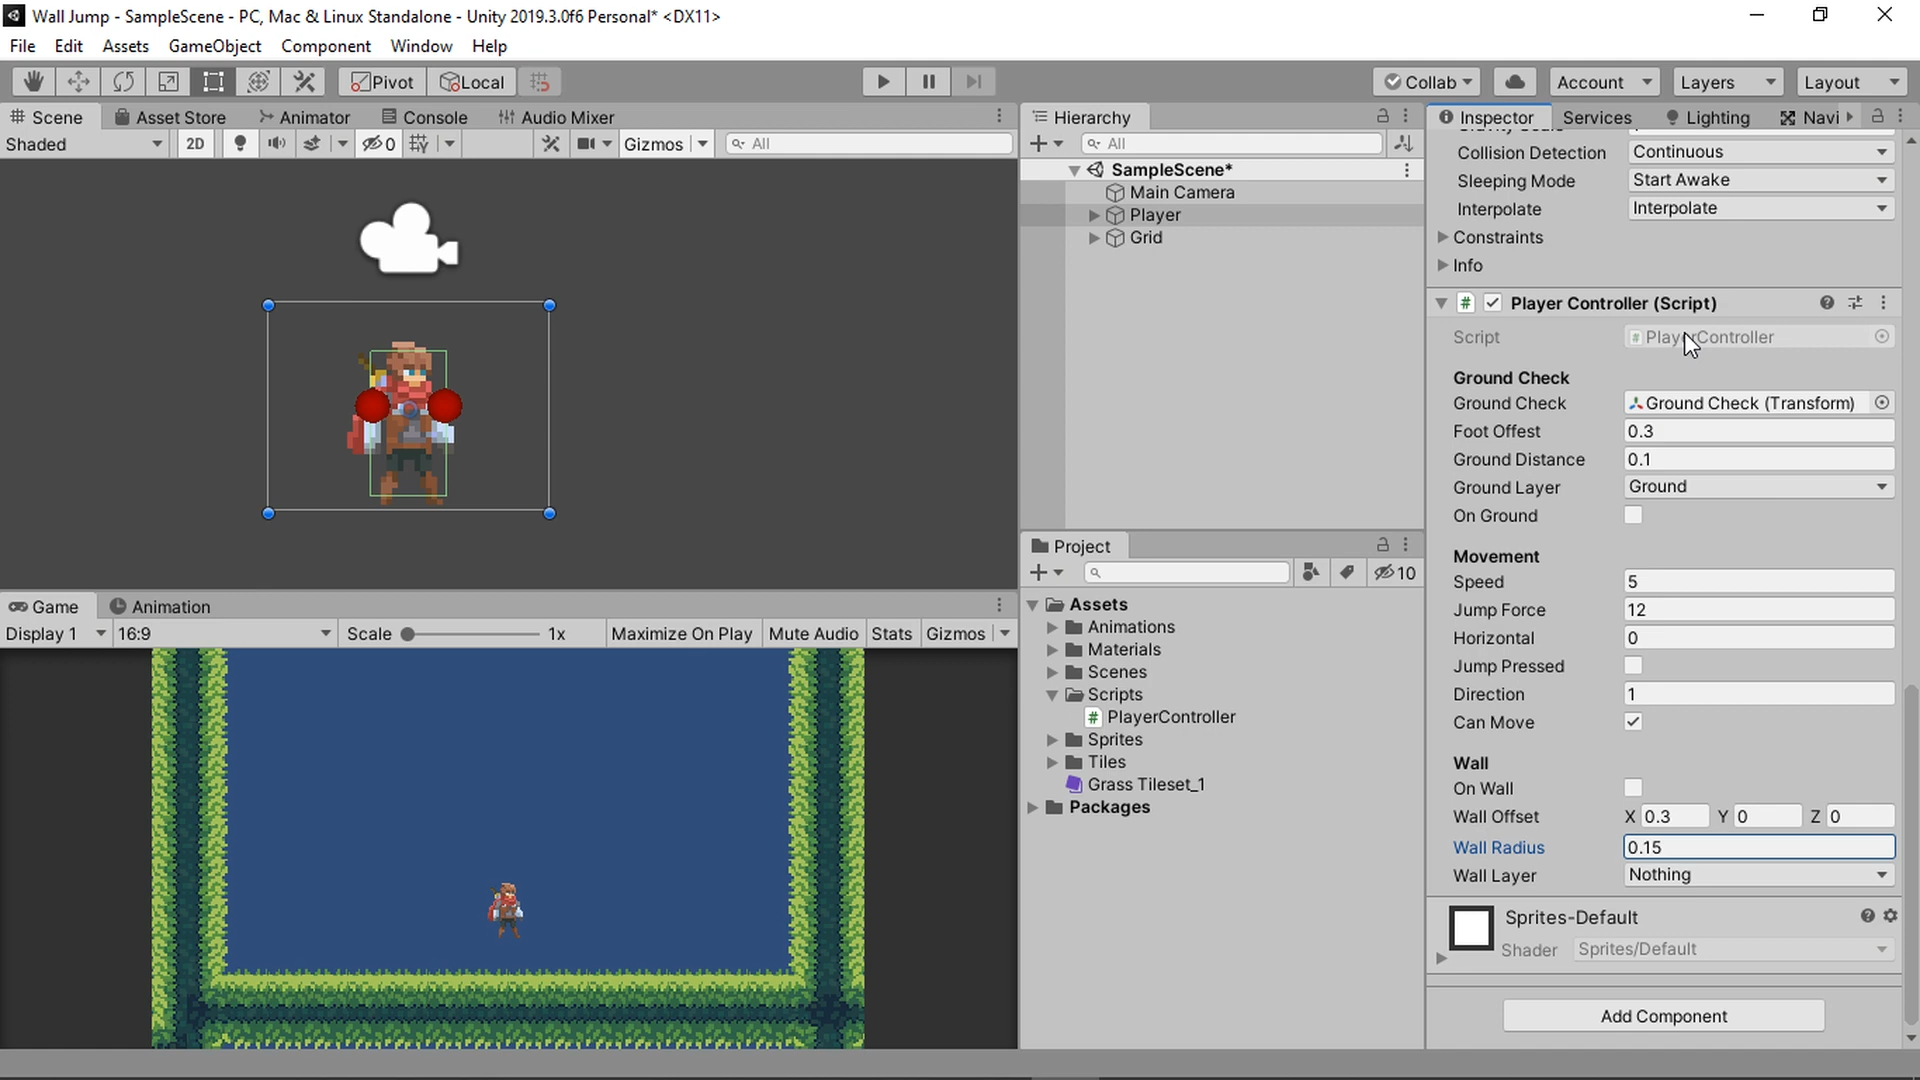 Wall Jump - SampleScene - PC, Mac & Linux Standalone - Unity 2019.3.0f6 Personal* <DX11>
File Edit Assets GameObject Component Window Help
Pivot Local Collab Account Layers Layout
Scene Asset Store Animator Console Audio Mixer
Shaded 2D 0 Gizmos All
Hierarchy
All
SampleScene*
Main Camera
Player
Grid
Game Animation
Display 1 16:9 Scale 1x Maximize On Play Mute Audio Stats Gizmos
Project
10
Assets
Animations
Materials
Scenes
Scripts
PlayerController
Sprites
Tiles
Grass Tileset_1
Packages
Inspector Services Lighting Navi
Collision Detection Continuous
Sleeping Mode Start Awake
Interpolate Interpolate
Constraints
Info
Player Controller (Script)
Script PlayerController
Ground Check
Ground Check Ground Check (Transform)
Foot Offest 0.3
Ground Distance 0.1
Ground Layer Ground
On Ground
Movement
Speed 5
Jump Force 12
Horizontal 0
Jump Pressed
Direction 1
Can Move
Wall
On Wall
Wall Offset X 0.3 Y 0 Z 0
Wall Radius 0.15
Wall Layer Nothing
Sprites-Default
Shader Sprites/Default
Add Component